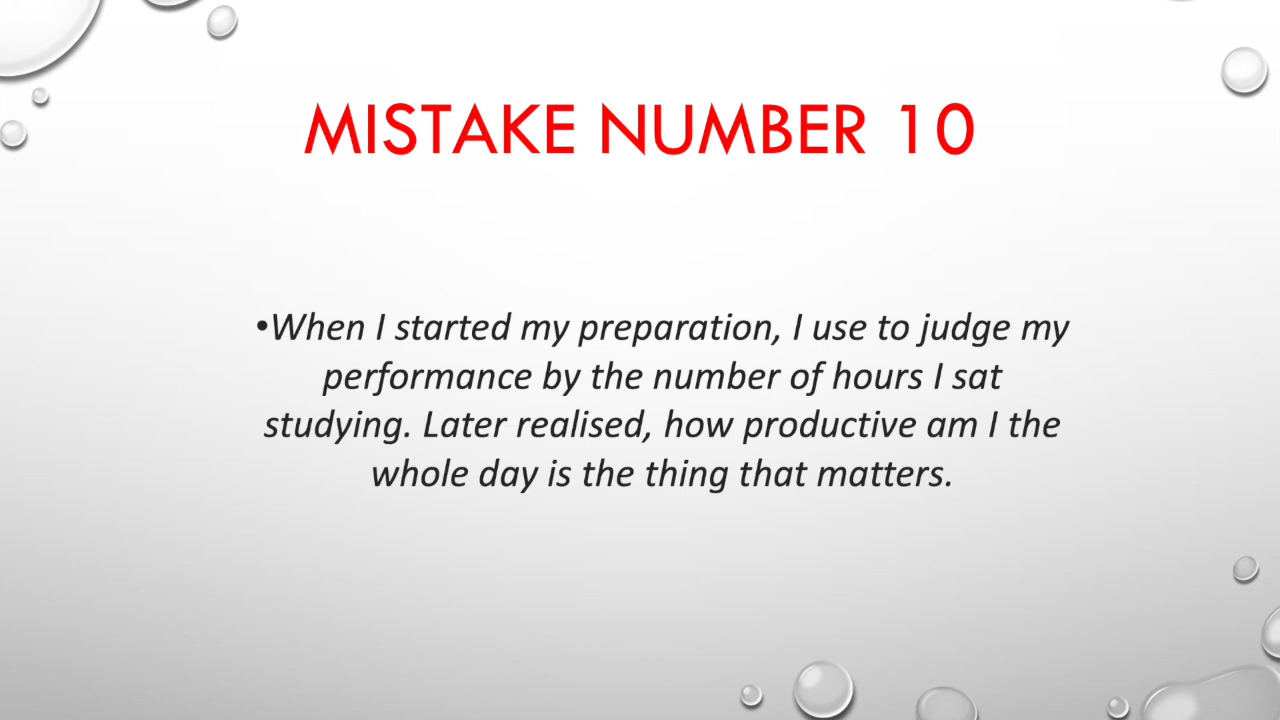 MISTAKE NUMBER 10
•When I started my preparation, I use to judge my
performance by the number of hours I sat
studying. Later realised, how productive am I the
whole day is the thing that matters.